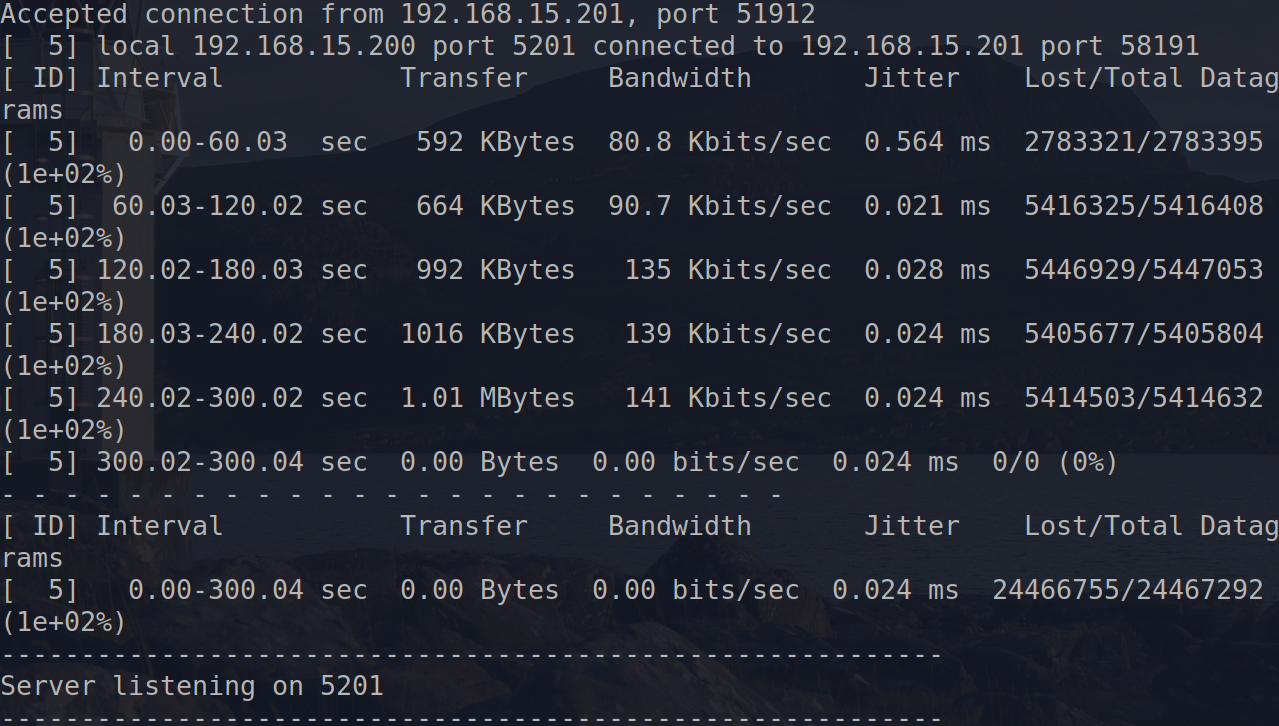 Accepted connection from 192.168.15.201, port 51912
[  5] local 192.168.15.200 port 5201 connected to 192.168.15.201 port 58191
[ ID] Interval           Transfer     Bandwidth       Jitter    Lost/Total Datag
rams
[  5]   0.00-60.03  sec   592 KBytes  80.8 Kbits/sec  0.564 ms  2783321/2783395
(1e+02%)
[  5]  60.03-120.02 sec   664 KBytes  90.7 Kbits/sec  0.021 ms  5416325/5416408
(1e+02%)
[  5] 120.02-180.03 sec   992 KBytes   135 Kbits/sec  0.028 ms  5446929/5447053
(1e+02%)
[  5] 180.03-240.02 sec  1016 KBytes   139 Kbits/sec  0.024 ms  5405677/5405804
(1e+02%)
[  5] 240.02-300.02 sec  1.01 MBytes   141 Kbits/sec  0.024 ms  5414503/5414632
(1e+02%)
[  5] 300.02-300.04 sec  0.00 Bytes  0.00 bits/sec  0.024 ms  0/0 (0%)
- - - - - - - - - - - - - - - - - - - - - - - - -
[ ID] Interval           Transfer     Bandwidth       Jitter    Lost/Total Datag
rams
[  5]   0.00-300.04 sec  0.00 Bytes  0.00 bits/sec  0.024 ms  24466755/24467292
(1e+02%)
-----------------------------------------------------------
Server listening on 5201
-----------------------------------------------------------